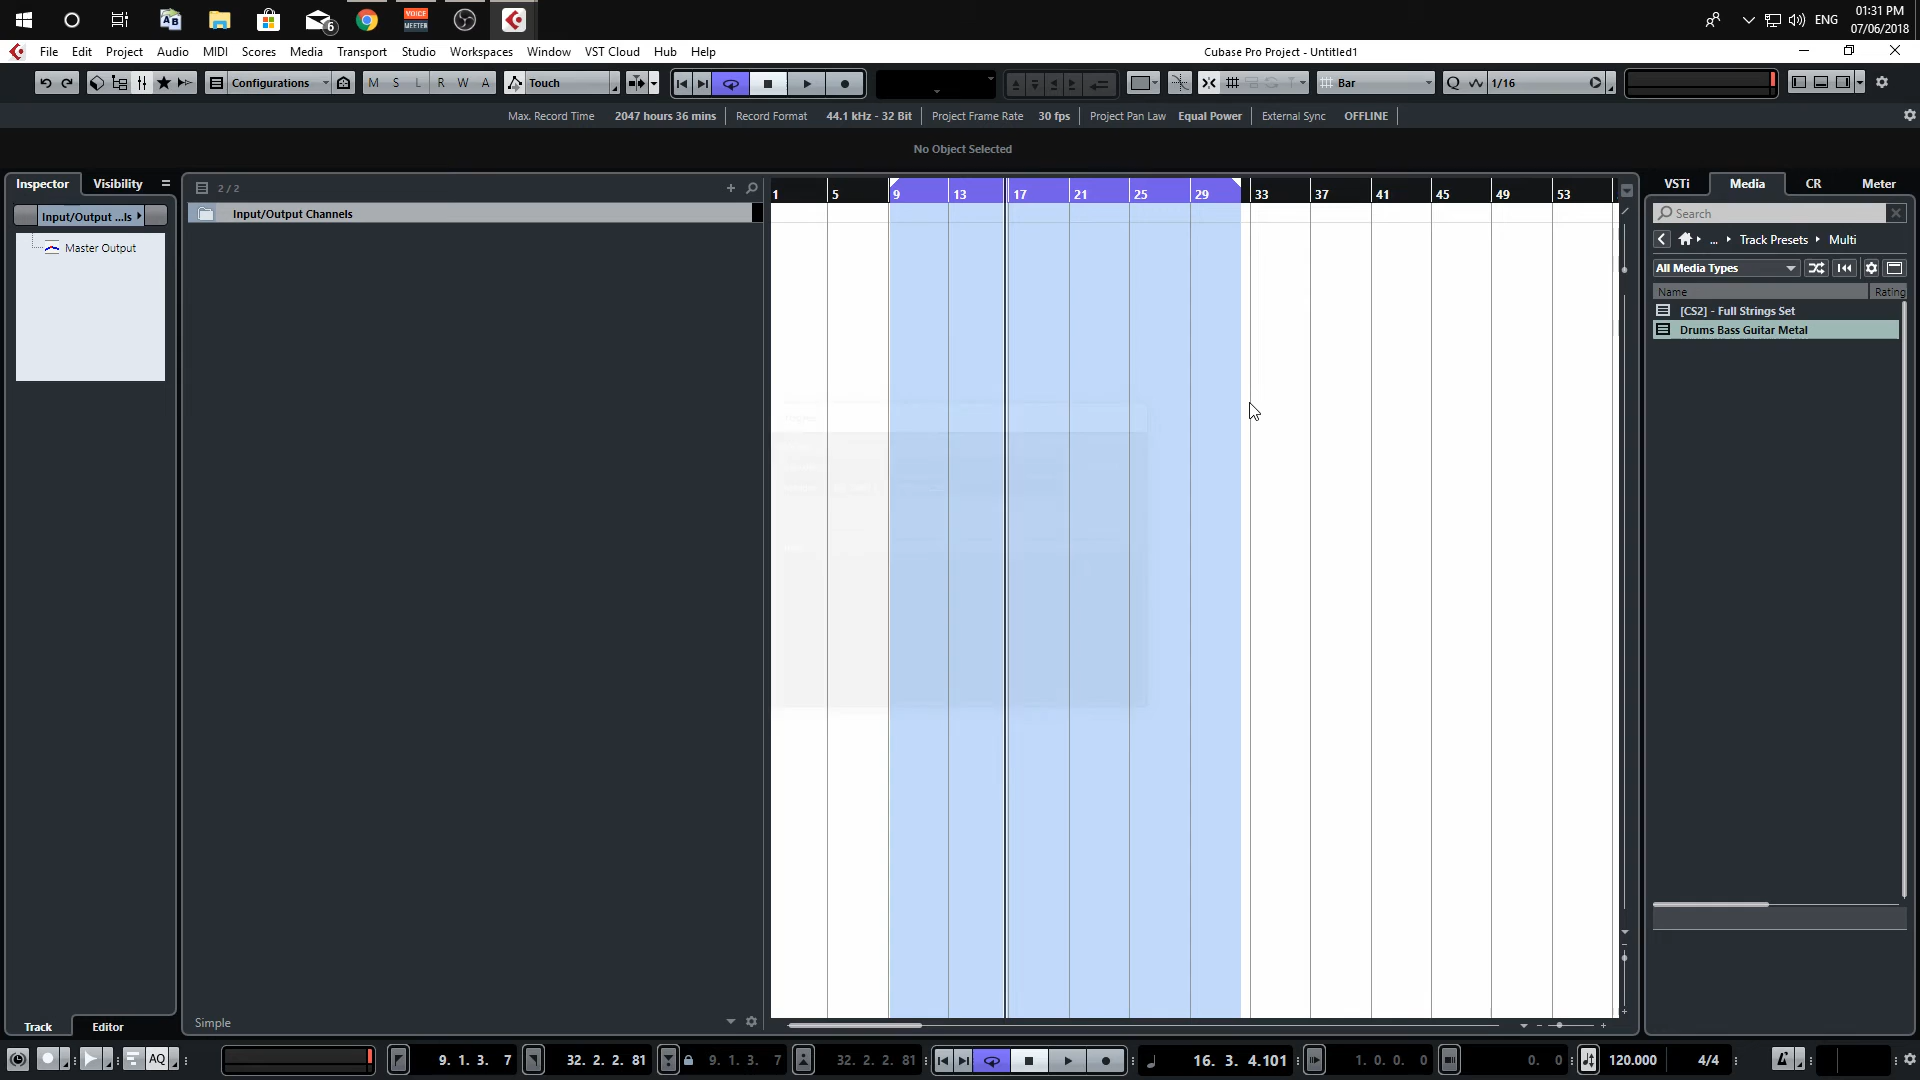 6
VOICE
MEETER
ENG
01:31 PM
07/06/2018
File Edit Project Audio MIDI Scores Media Transport Studio Workspaces Window VST Cloud Hub Help
Cubase Pro Project - Untitled1
Configurations M S L R W A Touch Bar Q 1/16
Max. Record Time 2047 hours 36 mins Record Format 44.1 kHz - 32 Bit Project Frame Rate 30 fps Project Pan Law Equal Power External Sync OFFLINE
No Object Selected
Inspector Visibility
2 / 2
1 5 9 13 17 21 25 29 33 37 41 45 49 53
VSTi Media CR Meter
Input/Output ...ls
Input/Output Channels
Search
Master Output
... Track Presets Multi
All Media Types
Name Rating
[CS2] - Full Strings Set
Drums Bass Guitar Metal
Simple
Track Editor
AQ
9. 1. 3. 7
32. 2. 2. 81
9. 1. 3. 7
32. 2. 2. 81
16. 3. 4.101
1. 0. 0. 0
0. 0
120.000
4/4